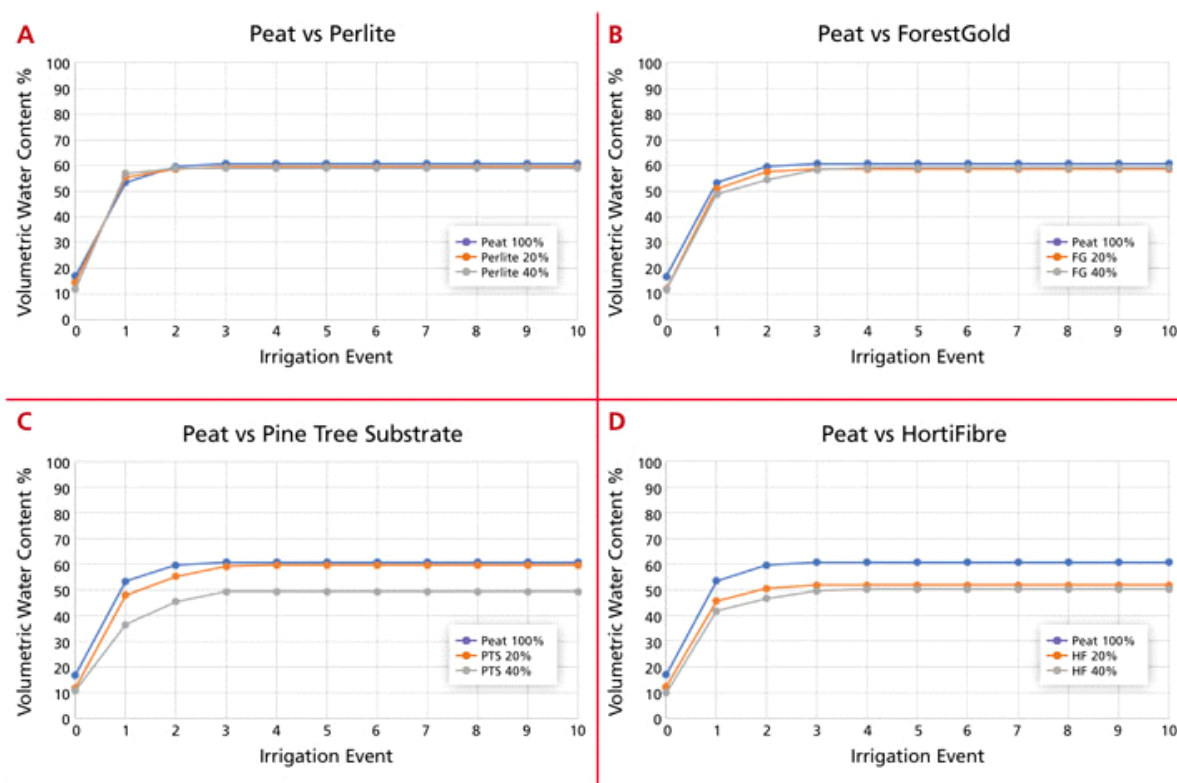 A
Peat vs Perlite
Volumetric Water Content %
100
90
80
70
60
50
40
30
20
10
0
Peat 100%
Perlite 20%
Perlite 40%
0 1 2 3 4 5 6 7 8 9 10
Irrigation Event
B
Peat vs ForestGold
Volumetric Water Content %
100
90
80
70
60
50
40
30
20
10
0
Peat 100%
FG 20%
FG 40%
0 1 2 3 4 5 6 7 8 9 10
Irrigation Event
C
Peat vs Pine Tree Substrate
Volumetric Water Content %
100
90
80
70
60
50
40
30
20
10
0
Peat 100%
PTS 20%
PTS 40%
0 1 2 3 4 5 6 7 8 9 10
Irrigation Event
D
Peat vs HortiFibre
Volumetric Water Content %
100
90
80
70
60
50
40
30
20
10
0
Peat 100%
HF 20%
HF 40%
0 1 2 3 4 5 6 7 8 9 10
Irrigation Event